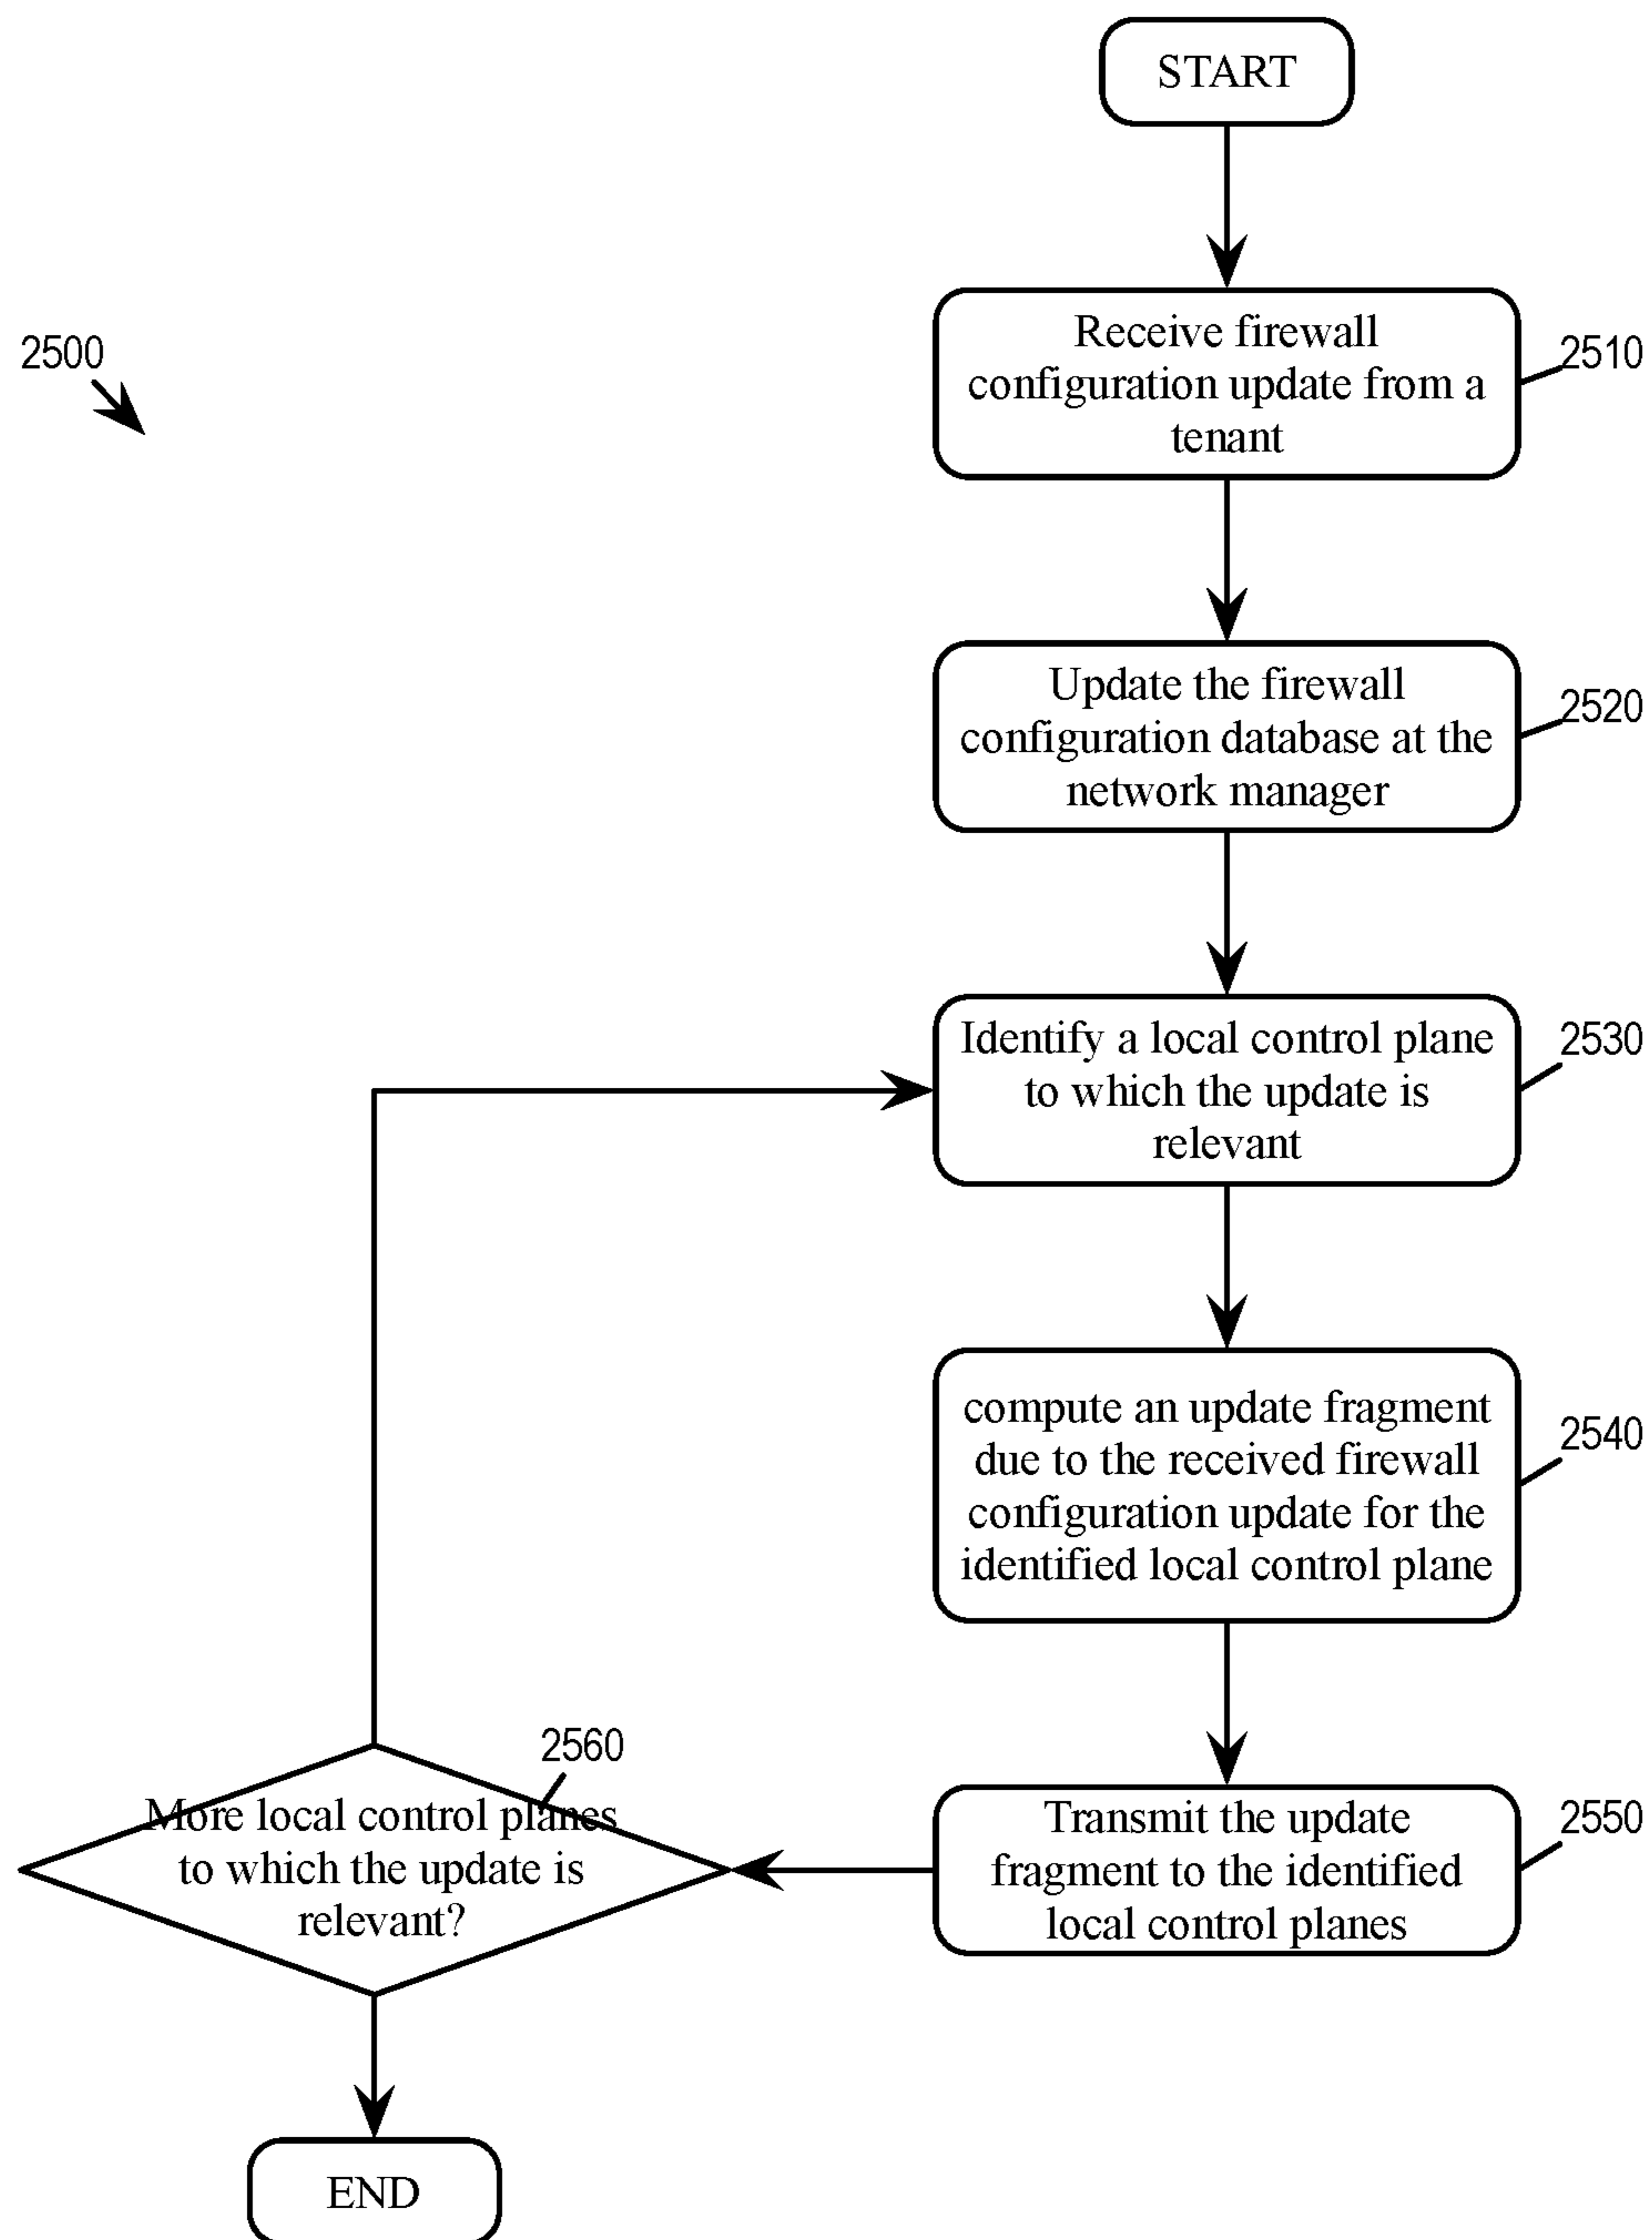 START
2500
Receive firewall
configuration update from a
tenant
2510
Update the firewall
configuration database at the
network manager
2520
Identify a local control plane
to which the update is
relevant
2530
compute an update fragment
due to the received firewall
configuration update for the
identified local control plane
2540
Transmit the update
fragment to the identified
local control planes
2550
2560
More local control planes
to which the update is
relevant?
END